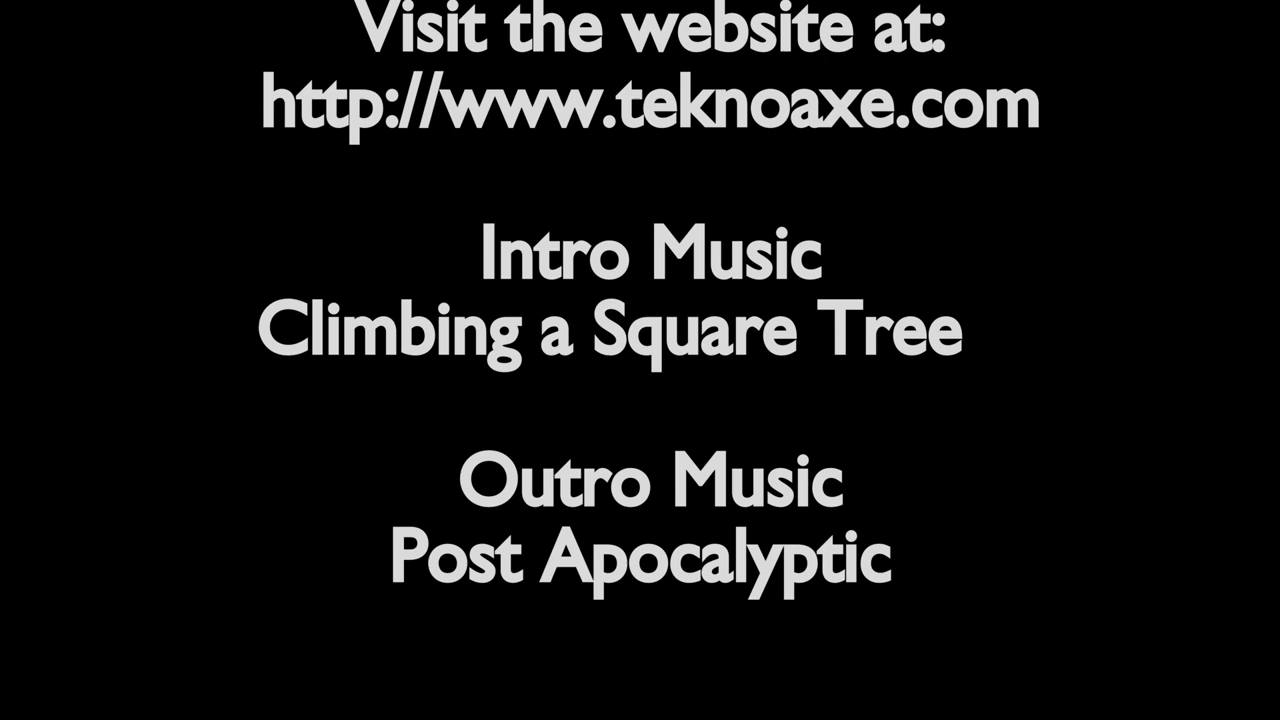 Visit the website at:
http://www.teknoaxe.com
Intro Music
Climbing a Square Tree
Outro Music
Post Apocalyptic